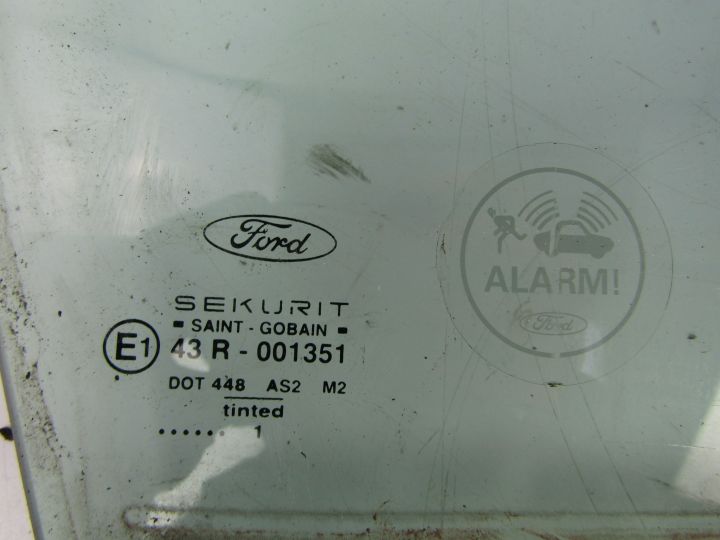 Ford
SEKURIT
SAINT - GOBAIN
E1 43 R - 001351
DOT 448 AS2 M2
tinted
...... 1
ALARM!
Ford